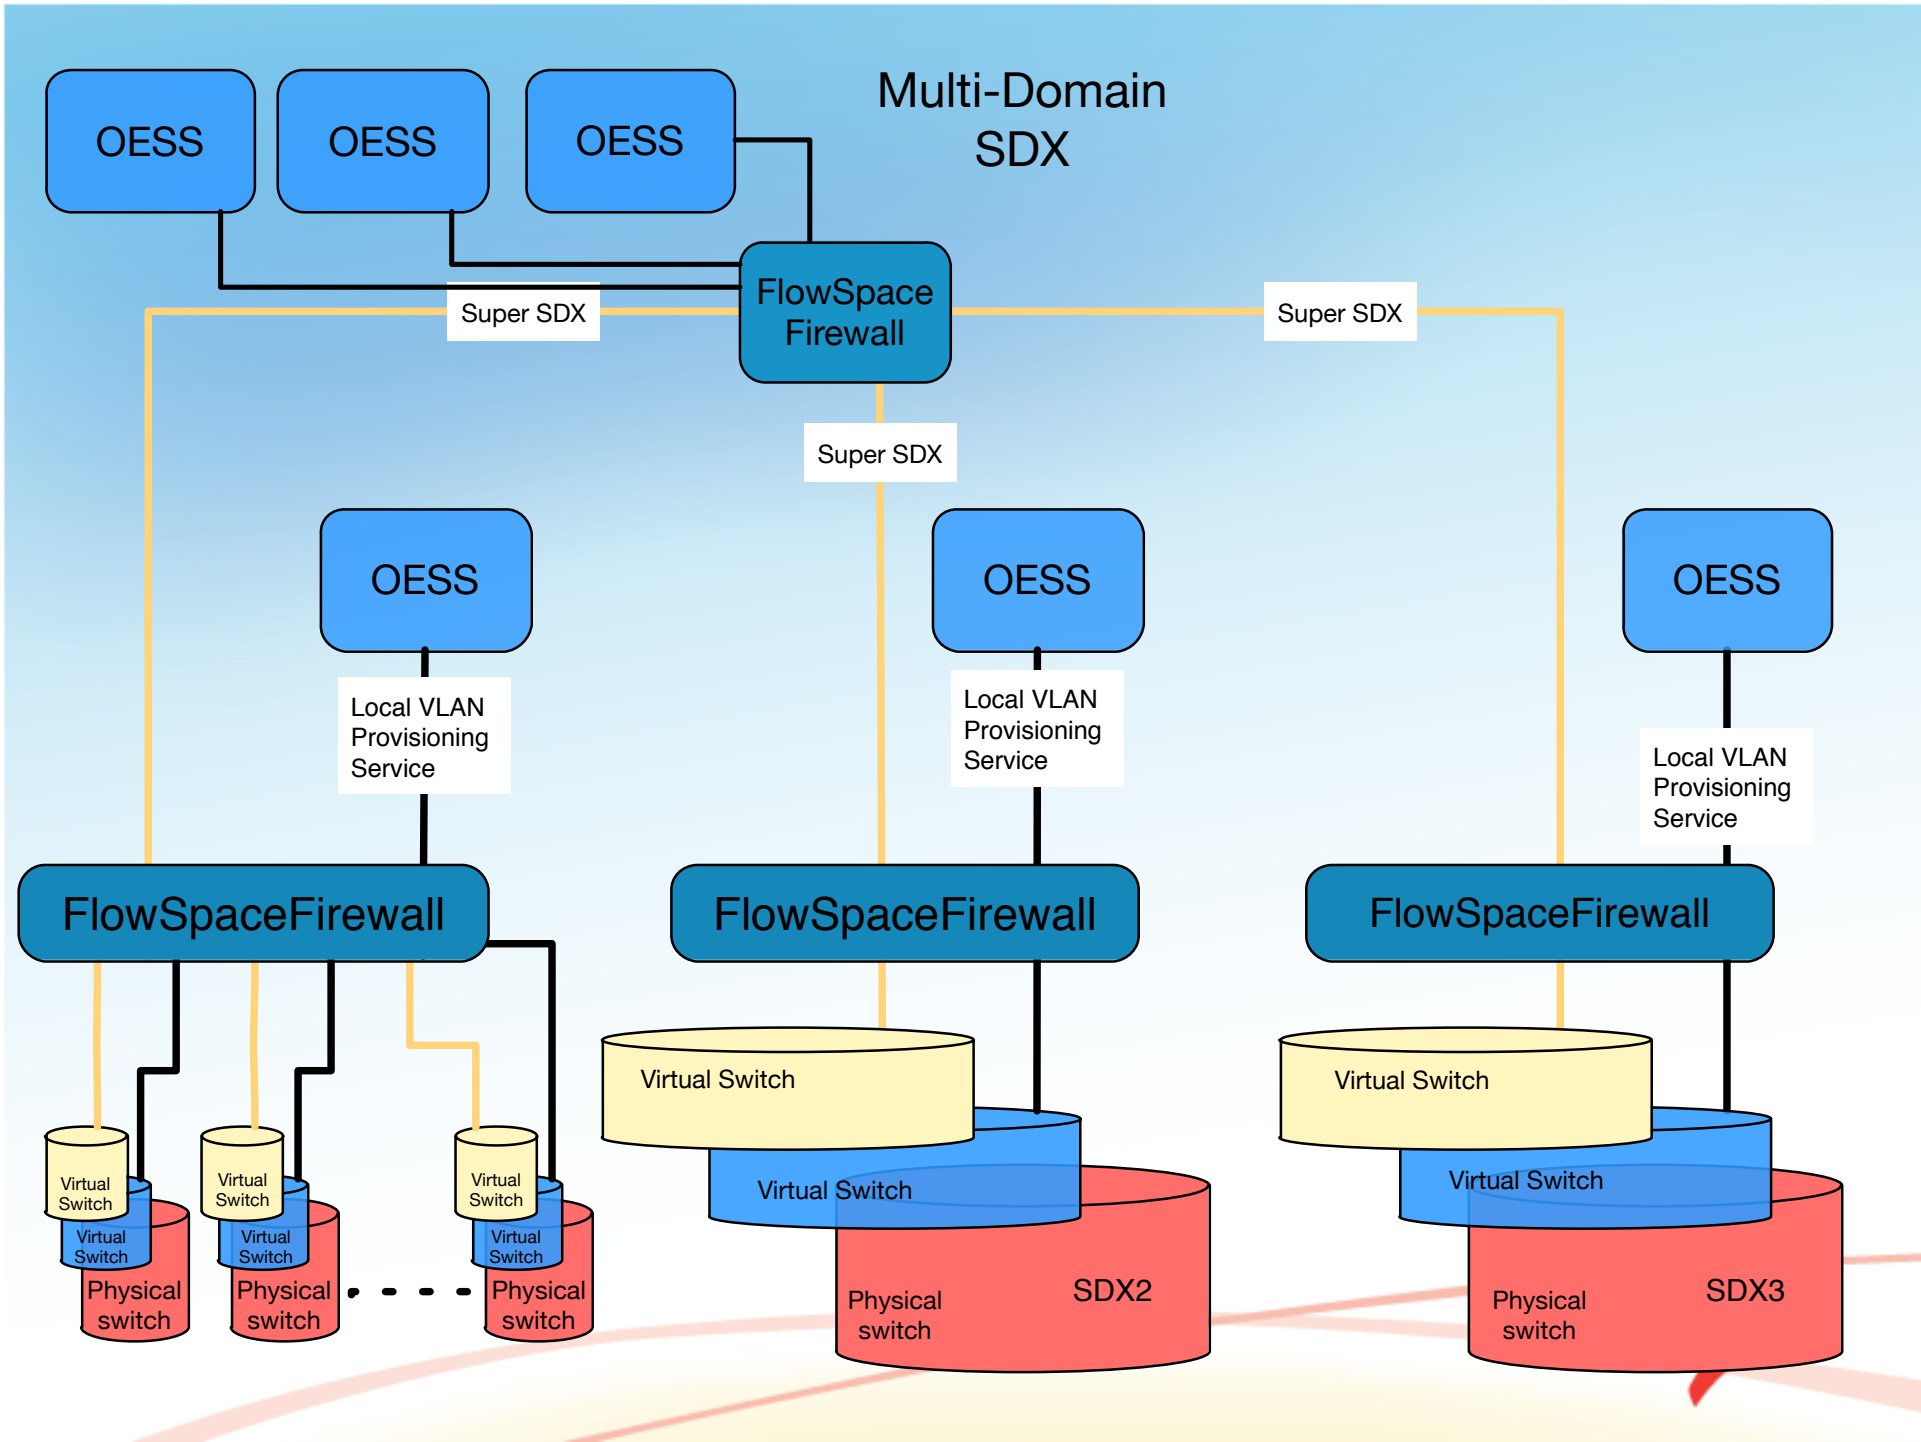 Multi-Domain
SDX
OESS
OESS
OESS
FlowSpace
Firewall
Super SDX
Super SDX
Super SDX
OESS
OESS
OESS
Local VLAN
Provisioning
Service
Local VLAN
Provisioning
Service
Local VLAN
Provisioning
Service
FlowSpaceFirewall
FlowSpaceFirewall
FlowSpaceFirewall
Virtual
Switch
Virtual
Switch
Physical
switch
Virtual
Switch
Virtual
Switch
Physical
switch
Virtual
Switch
Virtual
Switch
Physical
switch
Virtual Switch
Virtual Switch
Physical
switch
SDX2
Virtual Switch
Virtual Switch
Physical
switch
SDX3